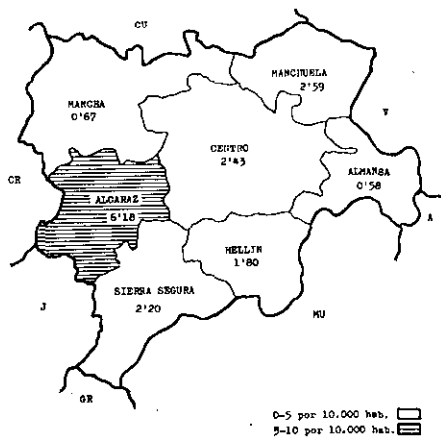 CU
MANCHUELA
2'59
MANCHA
0'67
V
CENTRO
2'43
CR
ALMANSA
0'58
ALCARAZ
6'18
A
HELLIN
1'80
J
SIERRA SEGURA
2'20
MU
GR
0-5 por 10.000 hab.
5-10 por 10.000 hab.